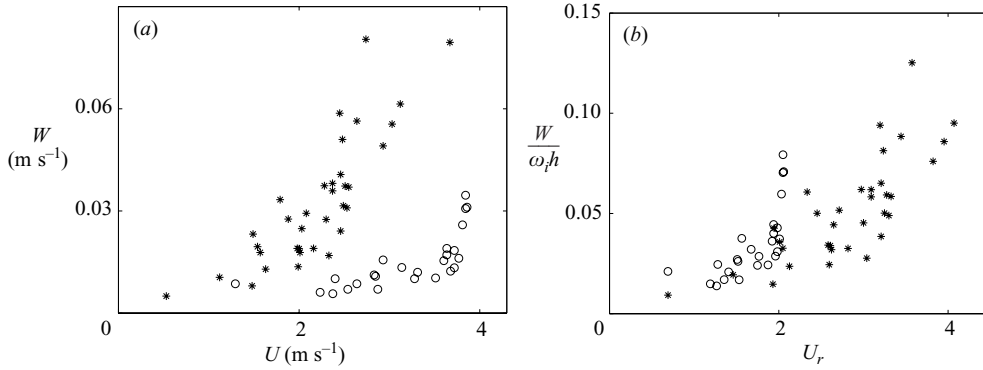 (a)
0.06
W
(m s⁻¹)
0.03
0
2
4
U (m s⁻¹)
(b)
0.15
0.10
W
ωᵢh
0.05
0
2
4
Uᵣ